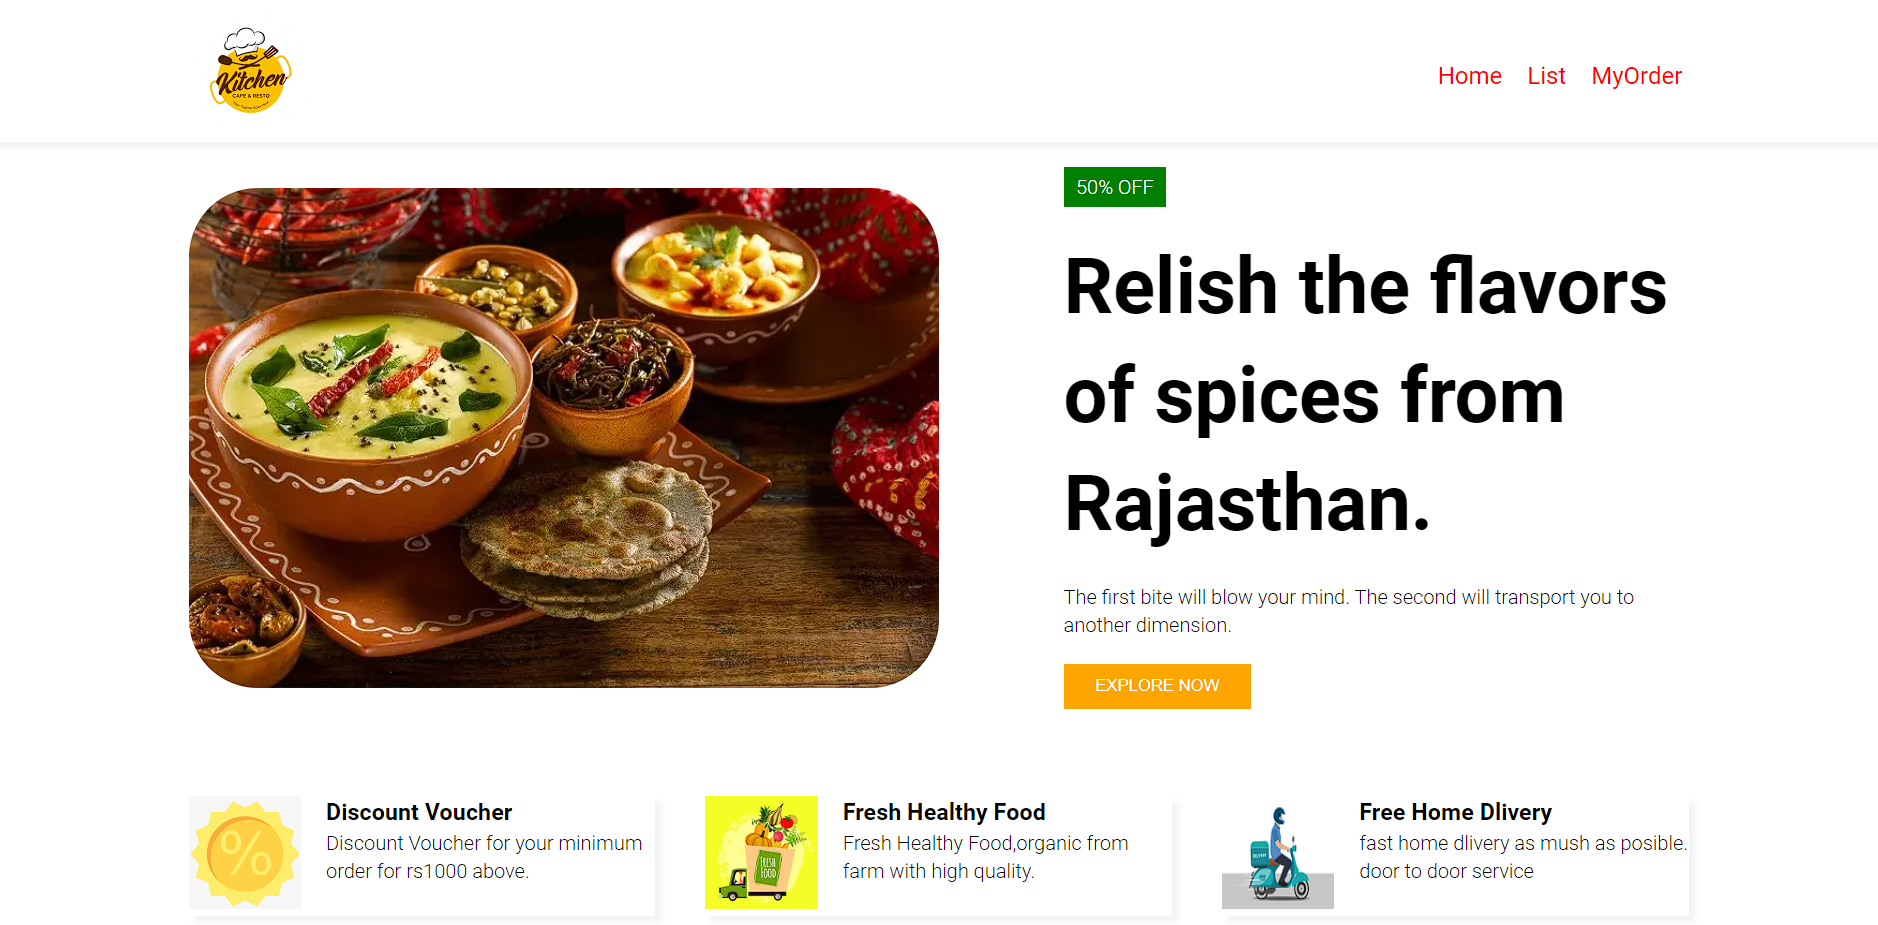 Kitchen
CAFE & RESTO
Home List MyOrder
50% OFF
Relish the flavors
of spices from
Rajasthan.
The first bite will blow your mind. The second will transport you to
another dimension.
EXPLORE NOW
%
Discount Voucher
Discount Voucher for your minimum
order for rs1000 above.
FRESH
FOOD
Fresh Healthy Food
Fresh Healthy Food,organic from
farm with high quality.
DELIVERY
Free Home Dlivery
fast home dlivery as mush as posible.
door to door service